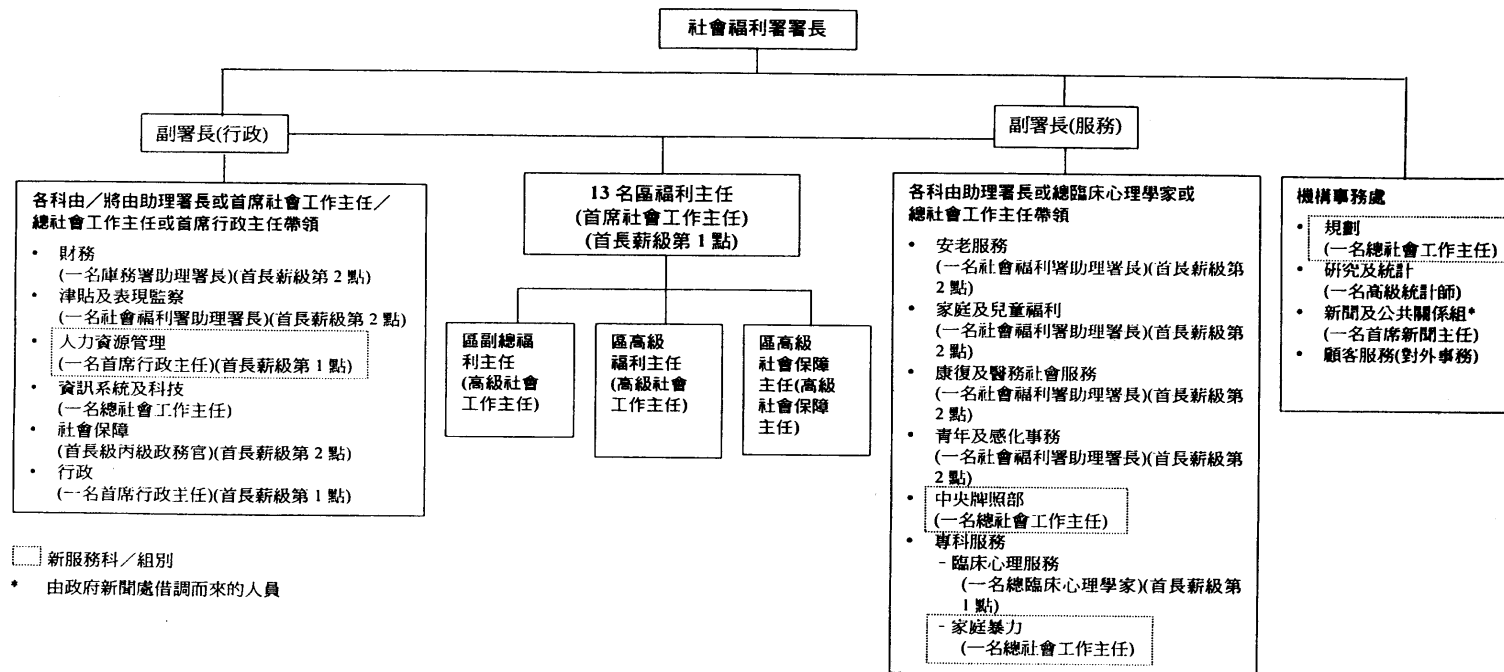 社會福利署署長
副署長(行政)
副署長(服務)
各科由／將由助理署長或首席社會工作主任／
總社會工作主任或首席行政主任帶領
• 財務
(一名庫務署助理署長)(首長薪級第 2 點)
• 津貼及表現監察
(一名社會福利署助理署長)(首長薪級第 2 點)
• 人力資源管理
(一名首席行政主任)(首長薪級第 1 點)
• 資訊系統及科技
(一名總社會工作主任)
• 社會保障
(首長級丙級政務官)(首長薪級第 2 點)
• 行政
(一名首席行政主任)(首長薪級第 1 點)
13 名區福利主任
(首席社會工作主任)
(首長薪級第 1 點)
區副總福
利主任
(高級社會
工作主任)
區高級
福利主任
(高級社會
工作主任)
區高級
社會保障
主任(高級
社會保障
主任)
各科由助理署長或總臨床心理學家或
總社會工作主任帶領
• 安老服務
(一名社會福利署助理署長)(首長薪級第
2 點)
• 家庭及兒童福利
(一名社會福利署助理署長)(首長薪級第
2 點)
• 康復及醫務社會服務
(一名社會福利署助理署長)(首長薪級第
2 點)
• 青年及感化事務
(一名社會福利署助理署長)(首長薪級第
2 點)
• 中央牌照部
(一名總社會工作主任)
• 專科服務
- 臨床心理服務
(一名總臨床心理學家)(首長薪級第
1 點)
- 家庭暴力
(一名總社會工作主任)
機構事務處
• 規劃
(一名總社會工作主任)
• 研究及統計
(一名高級統計師)
• 新聞及公共關係組*
(一名首席新聞主任)
• 顧客服務(對外事務)
新服務科／組別
* 由政府新聞處借調而來的人員